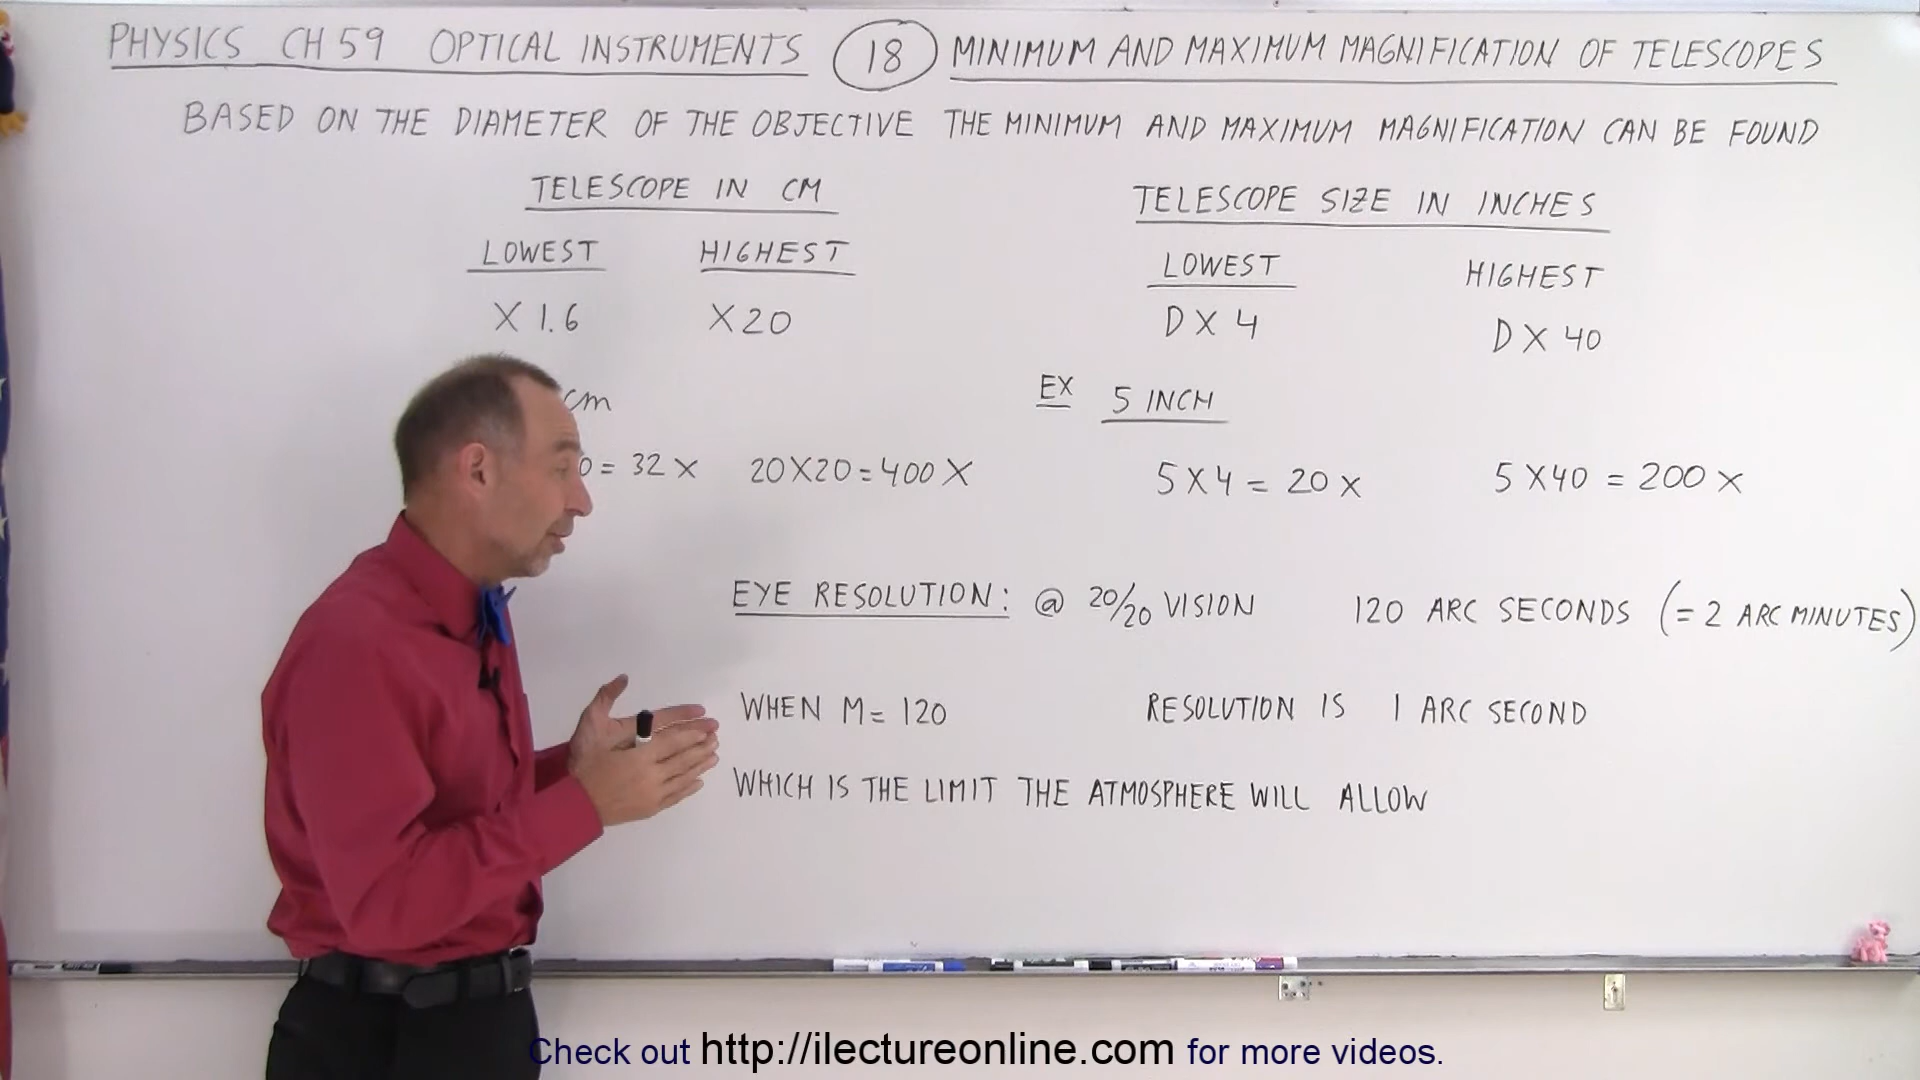 PHYSICS CH 59 OPTICAL INSTRUMENTS 18 MINIMUM AND MAXIMUM MAGNIFICATION OF TELESCOPES
BASED ON THE DIAMETER OF THE OBJECTIVE THE MINIMUM AND MAXIMUM MAGNIFICATION CAN BE FOUND
TELESCOPE IN CM
LOWEST HIGHEST
X 1.6 X 20
cm
0 = 32 X 20 X 20 = 400 X
TELESCOPE SIZE IN INCHES
LOWEST HIGHEST
D X 4 D X 40
EX 5 INCH
5 X 4 = 20 X 5 X 40 = 200 X
EYE RESOLUTION: @ 20/20 VISION 120 ARC SECONDS (= 2 ARC MINUTES)
WHEN M = 120 RESOLUTION IS 1 ARC SECOND
WHICH IS THE LIMIT THE ATMOSPHERE WILL ALLOW
Check out http://ilectureonline.com for more videos.